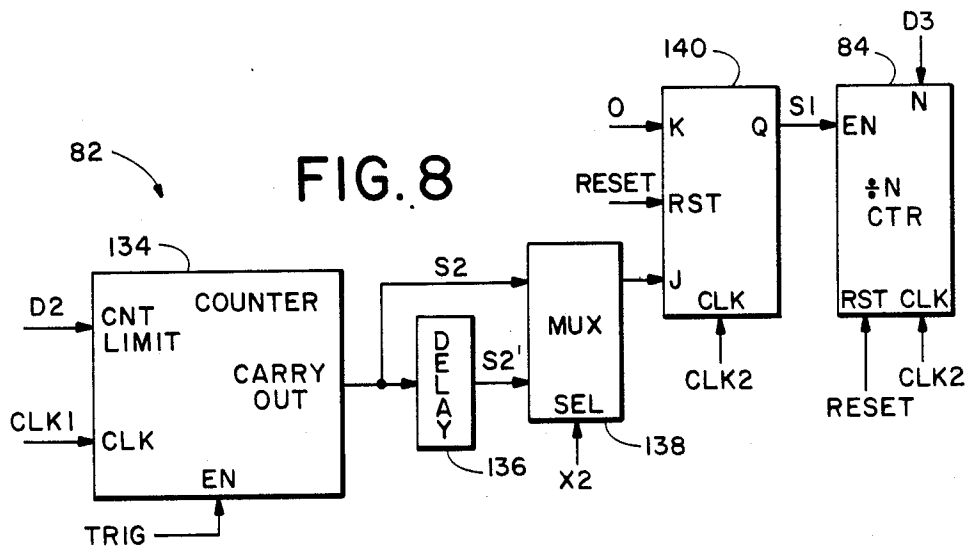 D3
140
84
0
K
Q
S1
EN
N
82
FIG. 8
RESET
RST
÷N
CTR
134
S2
J
D2
CNT
LIMIT
COUNTER
MUX
CLK
RST CLK
DELAY
S2'
CARRY
OUT
CLK2
CLK2
RESET
CLK1
CLK
SEL
EN
136
138
X2
TRIG